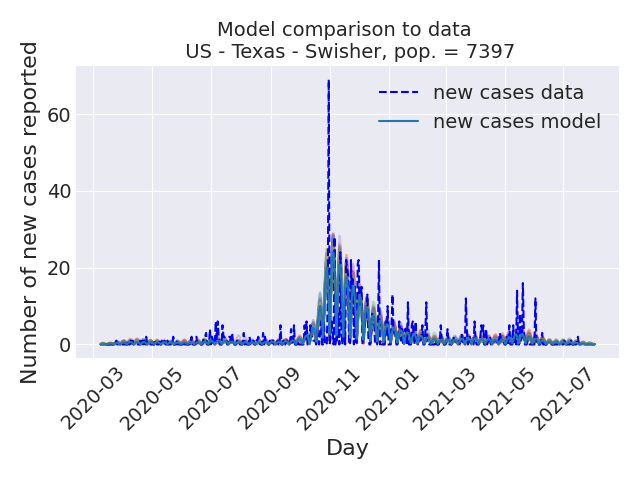 Model comparison to data
US - Texas - Swisher, pop. = 7397
new cases data
new cases model
Number of new cases reported
60
40
20
0
2020-03
2020-05
2020-07
2020-09
2020-11
2021-01
2021-03
2021-05
2021-07
Day